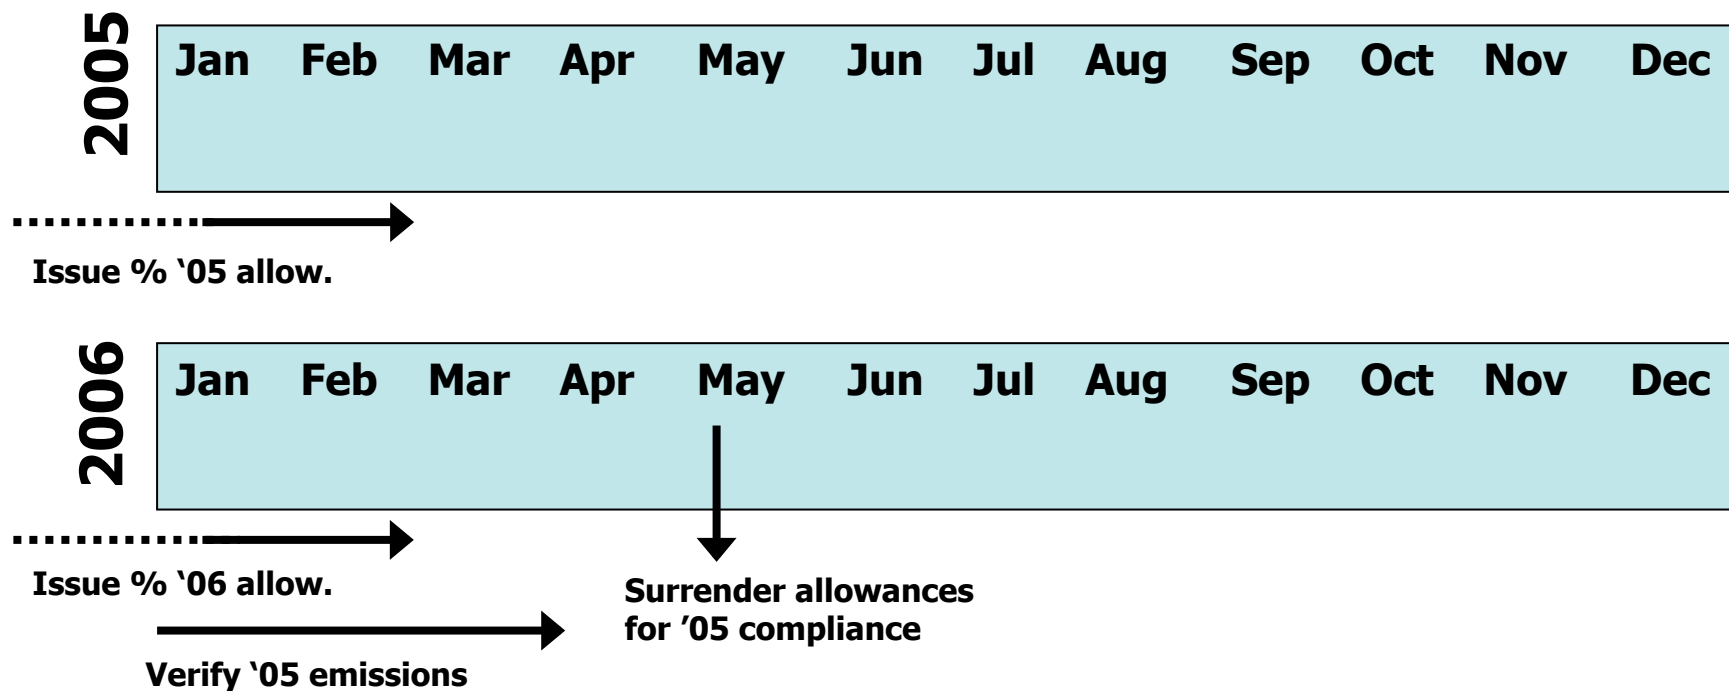 2005
Jan Feb Mar Apr May Jun Jul Aug Sep Oct Nov Dec
Issue % ‘05 allow.
2006
Jan Feb Mar Apr May Jun Jul Aug Sep Oct Nov Dec
Issue % ‘06 allow.
Surrender allowances
for ’05 compliance
Verify ‘05 emissions